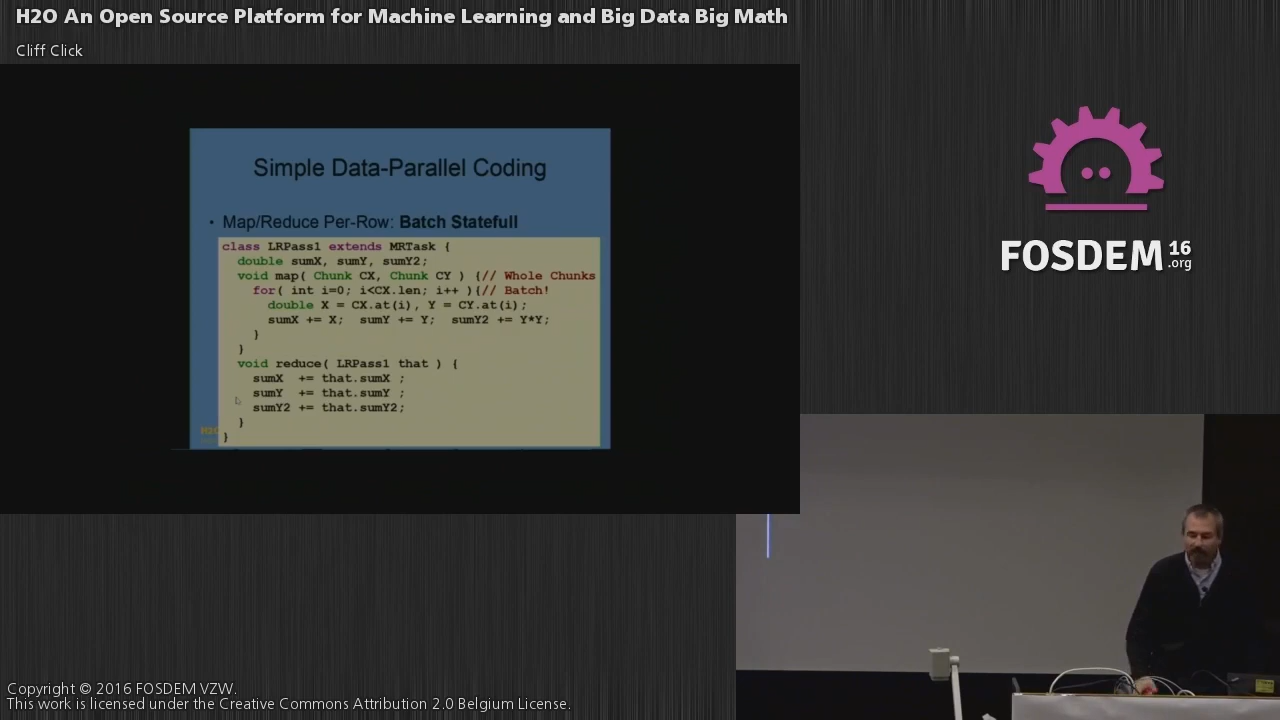 H2O An Open Source Platform for Machine Learning and Big Data Big Math
Cliff Click
Simple Data-Parallel Coding
• Map/Reduce Per-Row: Batch Statefull
class LRPass1 extends MRTask {
double sumX, sumY, sumY2;
void map( Chunk CX, Chunk CY ) {// Whole Chunks
for( int i=0; i<CX.len; i++ ){// Batch!
double X = CX.at(i), Y = CY.at(i);
sumX += X; sumY += Y; sumY2 += Y*Y;
}
}
void reduce( LRPass1 that ) {
sumX += that.sumX ;
sumY += that.sumY ;
sumY2 += that.sumY2;
}
}
H2O
FOSDEM 16
.org
Copyright © 2016 FOSDEM VZW.
This work is licensed under the Creative Commons Attribution 2.0 Belgium License.